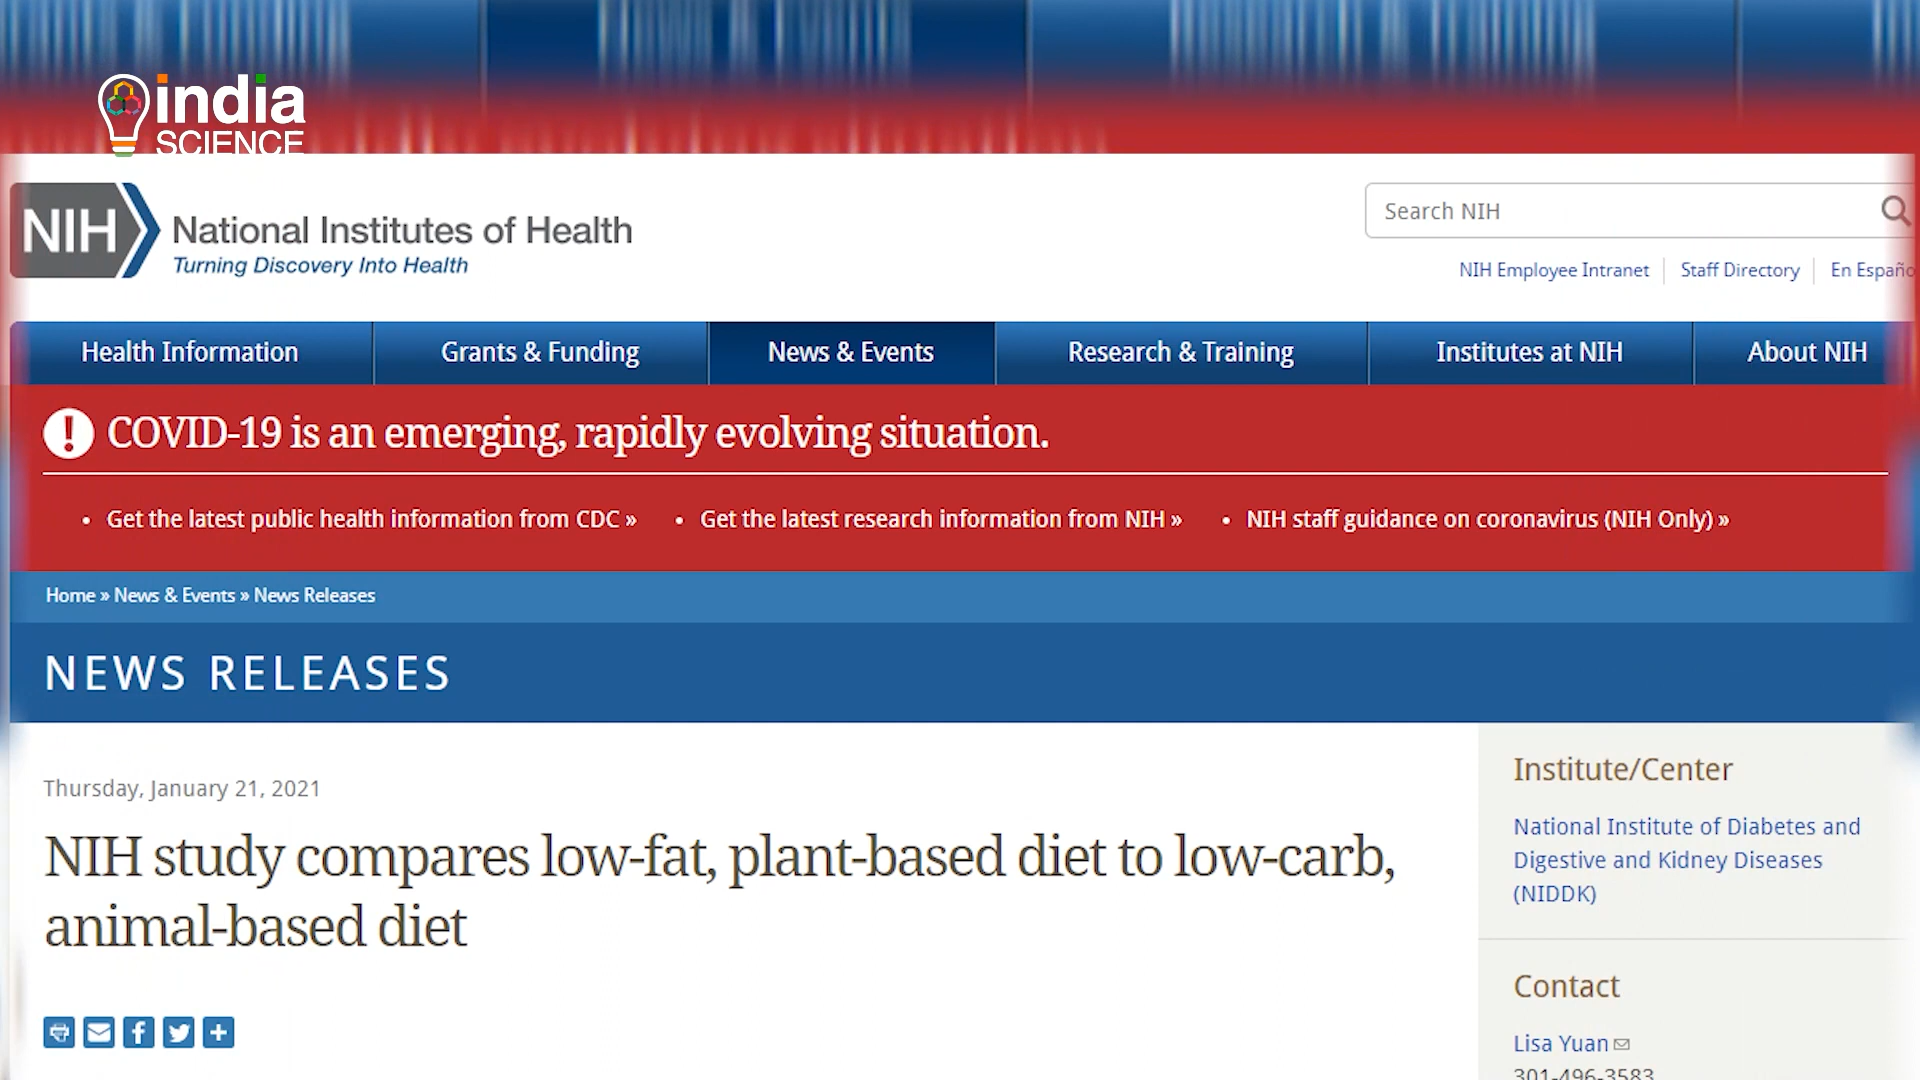 india
SCIENCE
NIH National Institutes of Health
Turning Discovery Into Health
Search NIH
NIH Employee Intranet Staff Directory En Españo
Health Information Grants & Funding News & Events Research & Training Institutes at NIH About NIH
! COVID-19 is an emerging, rapidly evolving situation.
• Get the latest public health information from CDC » • Get the latest research information from NIH » • NIH staff guidance on coronavirus (NIH Only) »
Home » News & Events » News Releases
NEWS RELEASES
Thursday, January 21, 2021
NIH study compares low-fat, plant-based diet to low-carb,
animal-based diet
Institute/Center
National Institute of Diabetes and
Digestive and Kidney Diseases
(NIDDK)
Contact
Lisa Yuan
301-496-3583